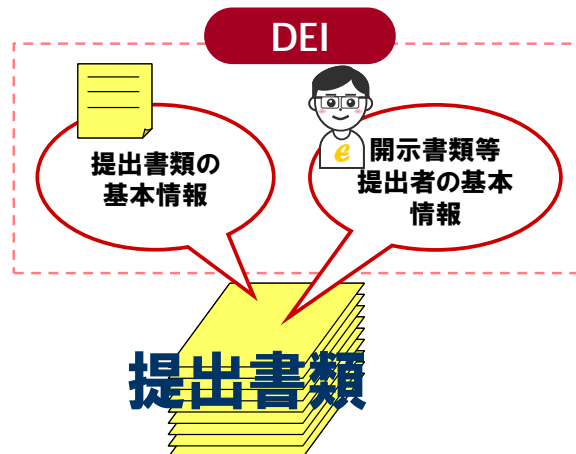 DEI
提出書類の
基本情報
e
開示書類等
提出者の基本
情報
提出書類